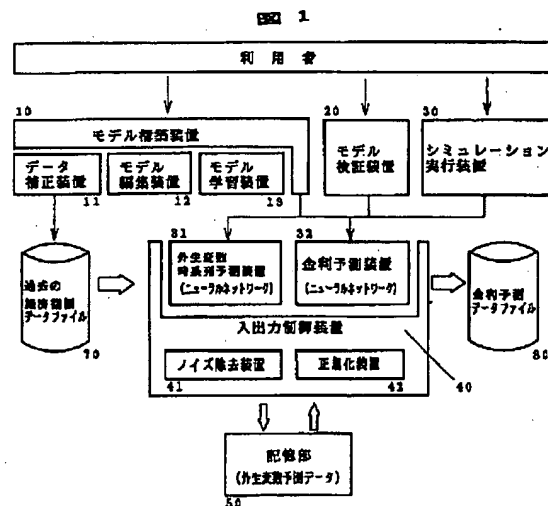 図 1
利用者
10
モデル構築装置
20
モデル
検証装置
30
シミュレーション
実行装置
データ
補正装置
11
モデル
編集装置
12
モデル
学習装置
13
31
外生変数
時系列予測装置
(ニューラルネットワーク)
32
金利予測装置
(ニューラルネットワーク)
過去の
データファイル
70
入出力制御装置
金利予測
データファイル
80
ノイズ除去装置
41
正規化装置
42
40
記憶部
(外生変数予測データ)
50